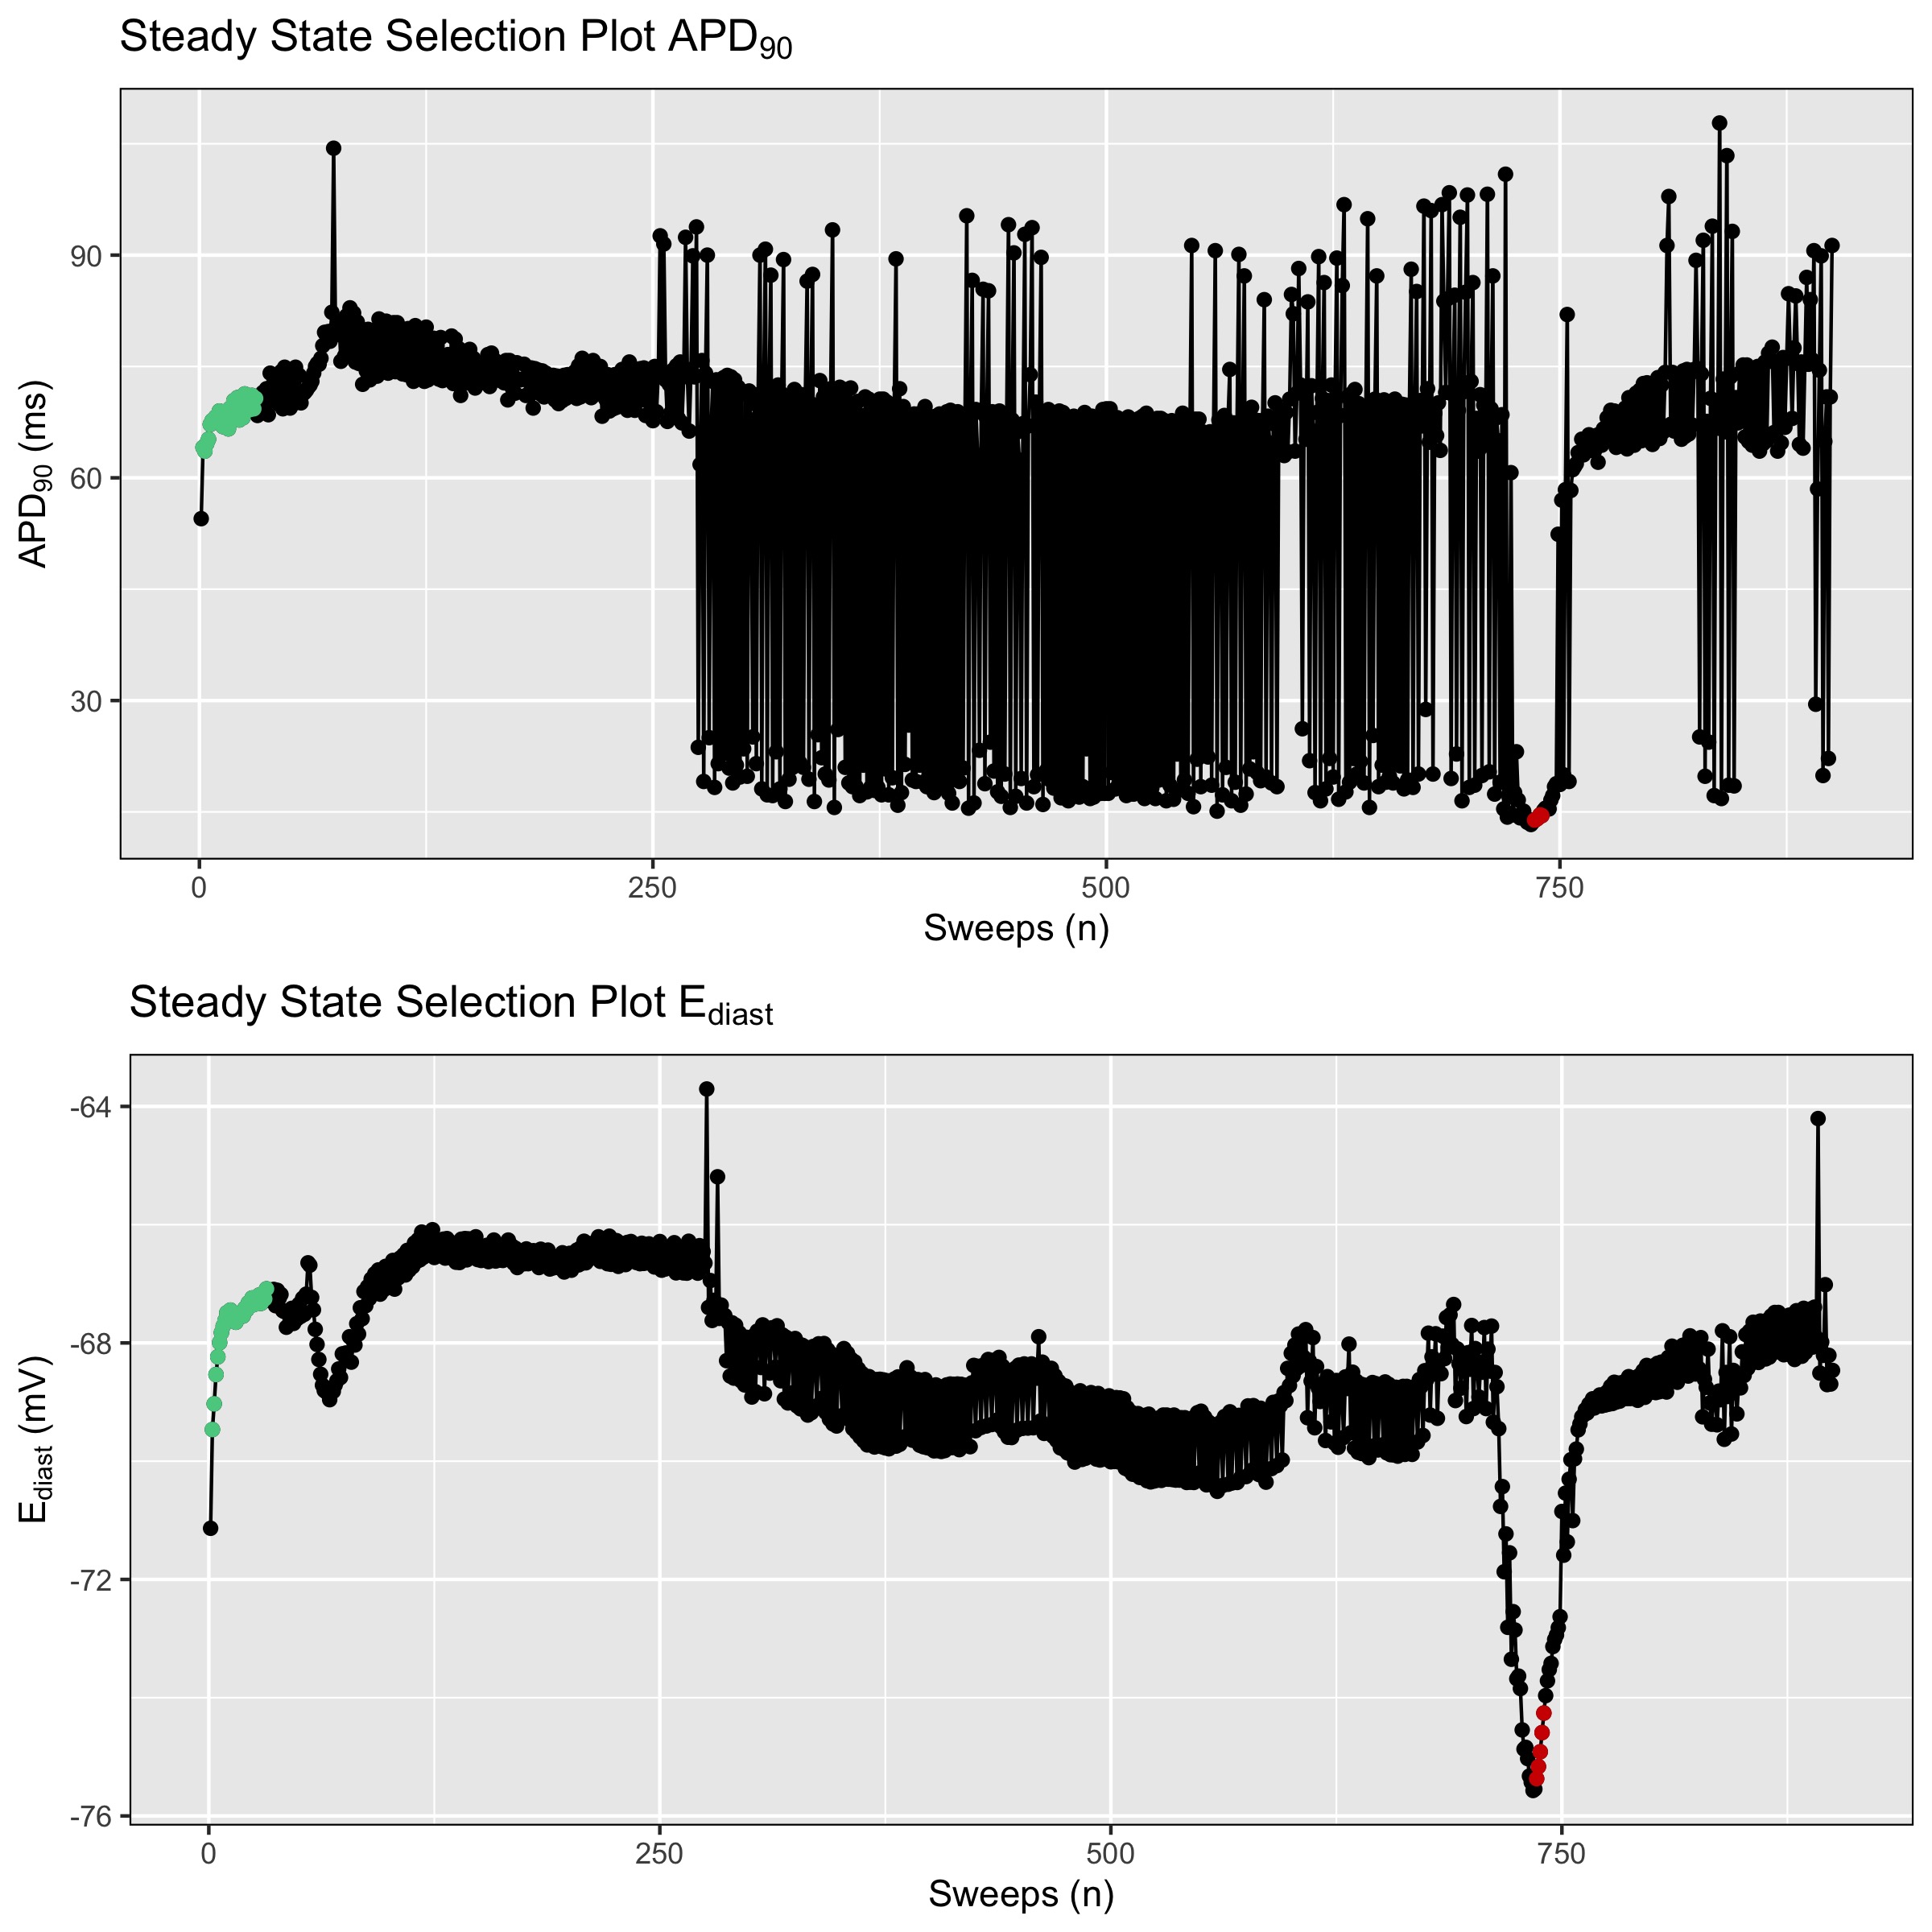 Steady State Selection Plot APD90
APD90 (ms)
90
60
30
0 250 500 750
Sweeps (n)
Steady State Selection Plot Ediast
Ediast (mV)
-64
-68
-72
-76
0 250 500 750
Sweeps (n)